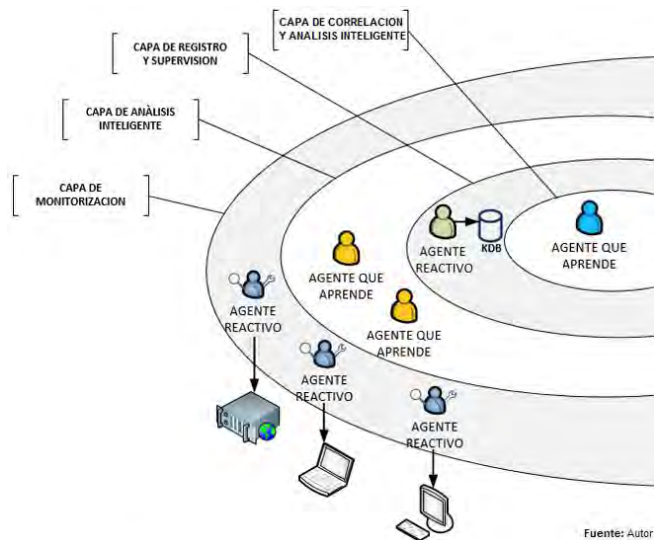 CAPA DE CORRELACION
Y ANALISIS INTELIGENTE
CAPA DE REGISTRO
Y SUPERVISION
CAPA DE ANÀLISIS
INTELIGENTE
CAPA DE
MONITORIZACION
AGENTE
REACTIVO
KDB
AGENTE QUE
APRENDE
AGENTE QUE
APRENDE
AGENTE QUE
APRENDE
AGENTE
REACTIVO
AGENTE
REACTIVO
AGENTE
REACTIVO
Fuente: Autor